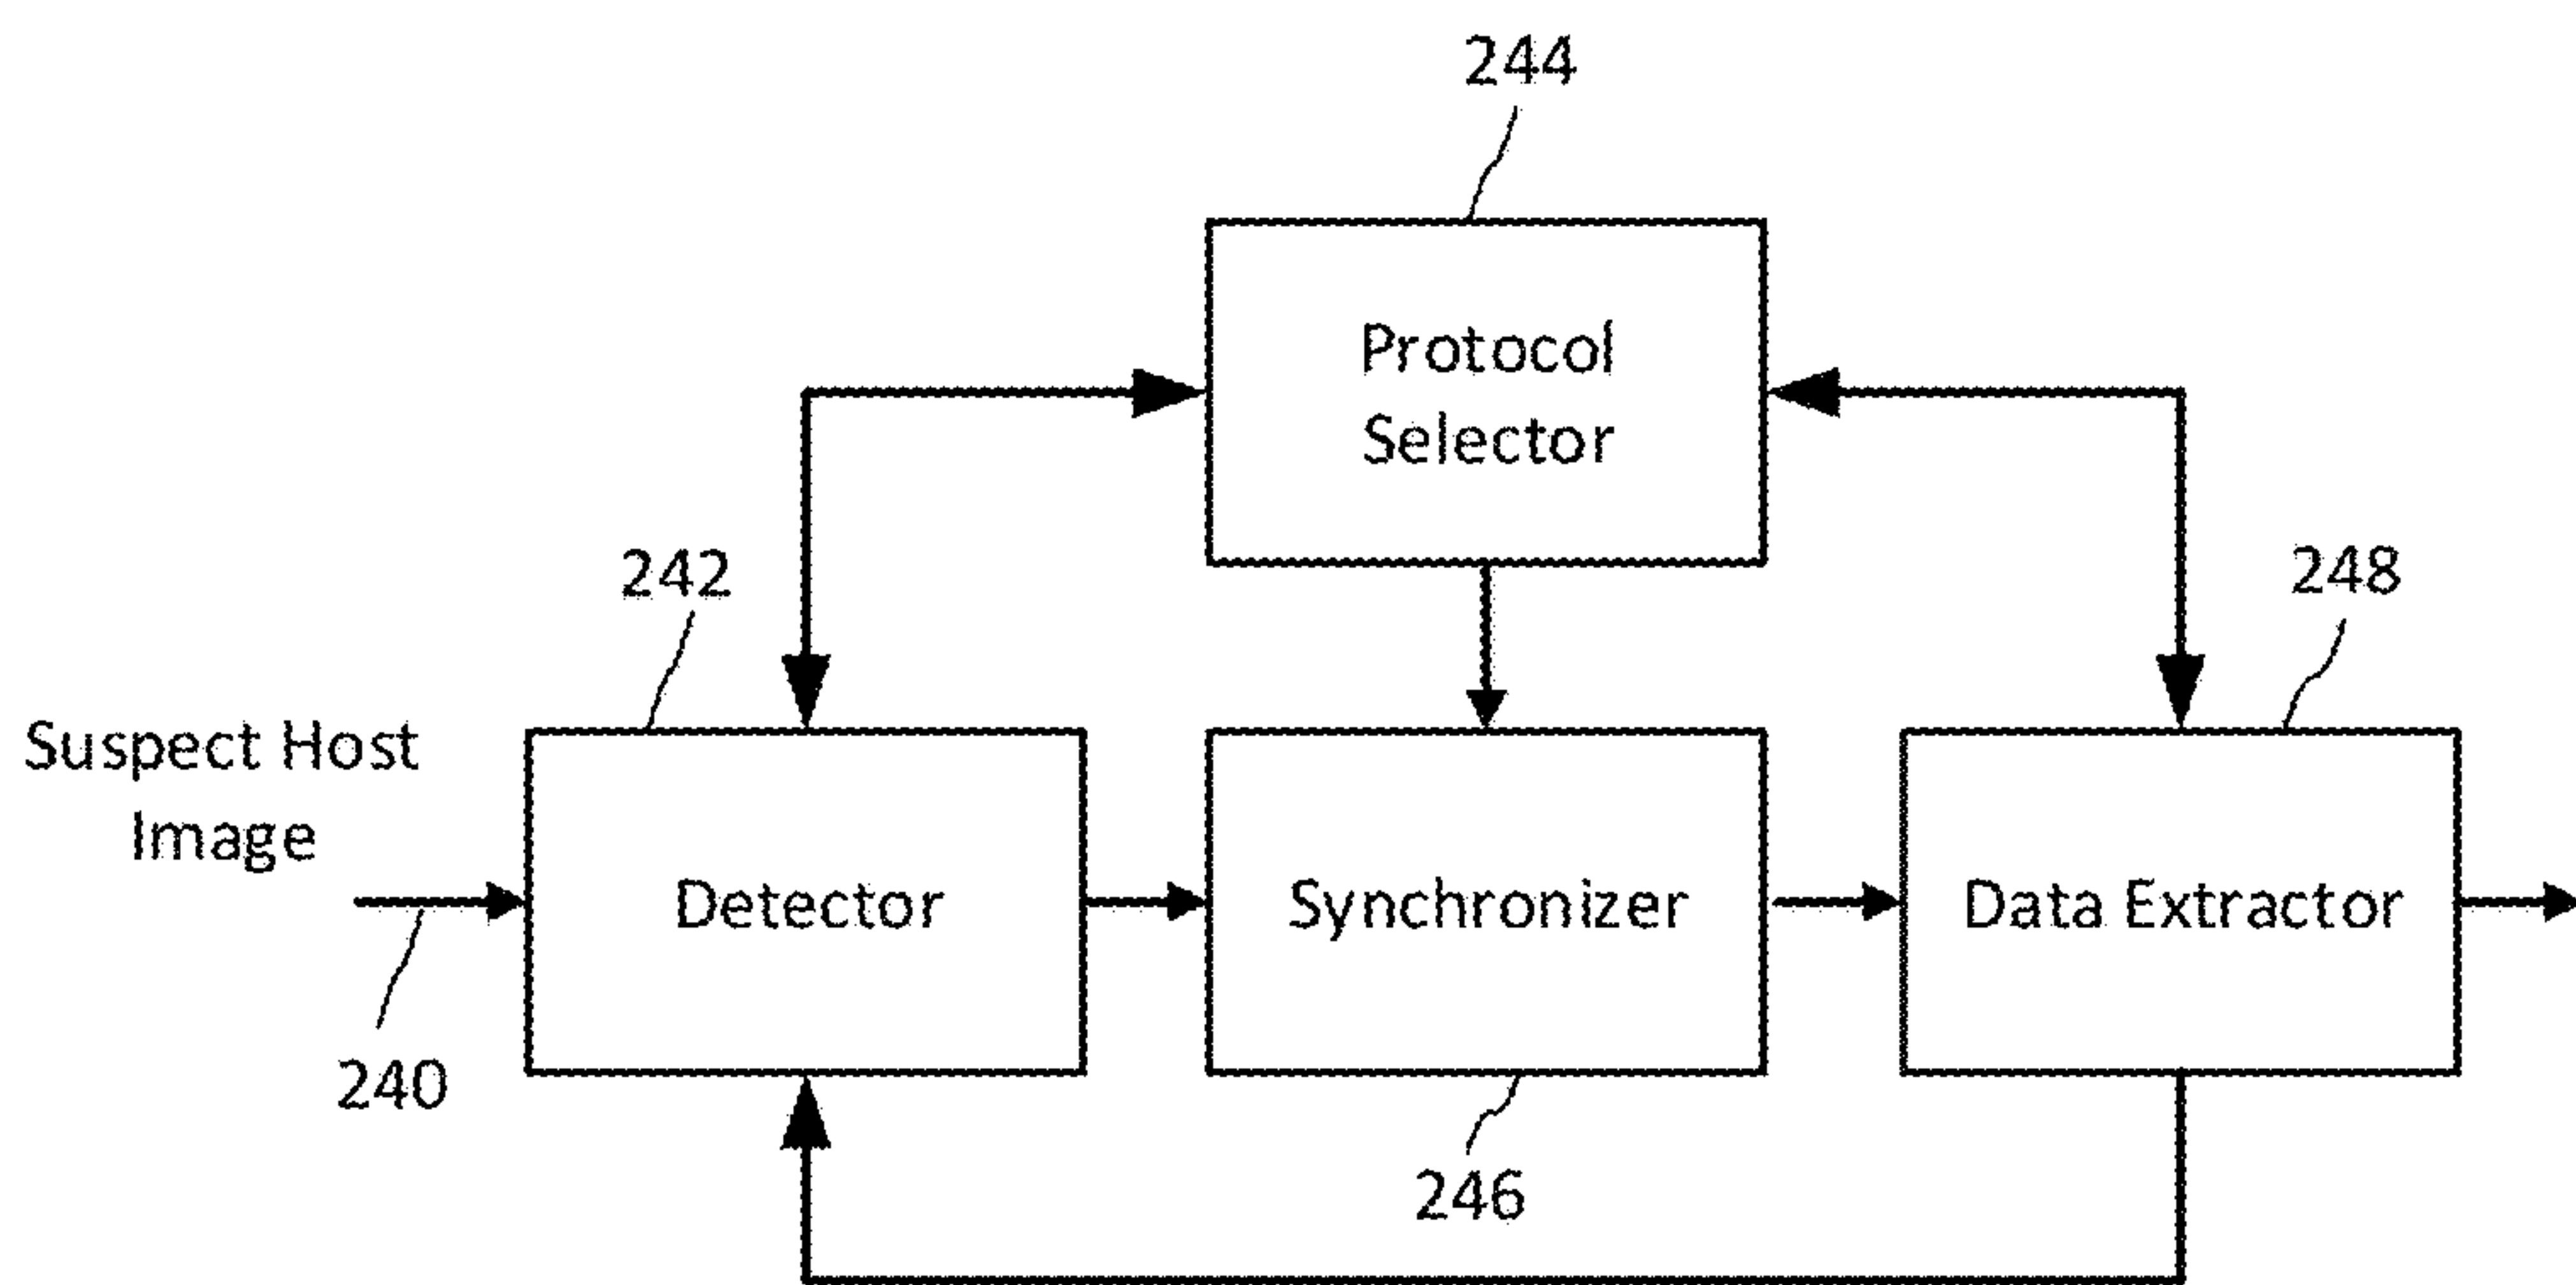 244
Protocol
Selector
242
248
Suspect Host
Image
Detector
Synchronizer
Data Extractor
240
246